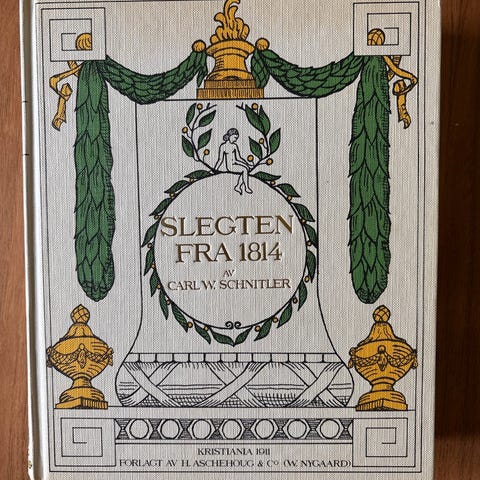 SLEGTEN
FRA 1814
AV
CARL W. SCHNITLER
KRISTIANIA 1911
FORLAGT AV H. ASCHEHOUG & Co (W. NYGAARD)